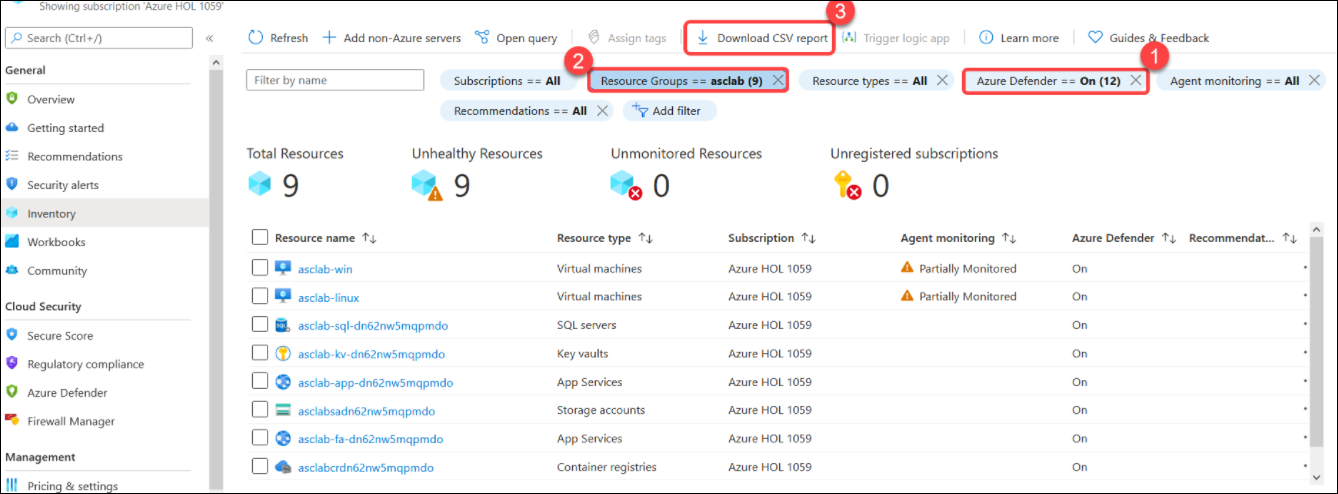 Showing subscription 'Azure HOL 1059'
Search (Ctrl+/) «
Refresh Add non-Azure servers Open query Assign tags Download CSV report Trigger logic app Learn more Guides & Feedback
3
2
1
Filter by name Subscriptions == All Resource Groups == asclab (9) Resource types == All Azure Defender == On (12) Agent monitoring == All
Recommendations == All Add filter
General
Overview
Getting started
Recommendations
Security alerts
Inventory
Workbooks
Community
Cloud Security
Secure Score
Regulatory compliance
Azure Defender
Firewall Manager
Management
Pricing & settings
Total Resources Unhealthy Resources Unmonitored Resources Unregistered subscriptions
9 9 0 0
Resource name Resource type Subscription Agent monitoring Azure Defender Recommendat...
asclab-win Virtual machines Azure HOL 1059 Partially Monitored On
asclab-linux Virtual machines Azure HOL 1059 Partially Monitored On
asclab-sql-dn62nw5mqpmdo SQL servers Azure HOL 1059 On
asclab-kv-dn62nw5mqpmdo Key vaults Azure HOL 1059 On
asclab-app-dn62nw5mqpmdo App Services Azure HOL 1059 On
asclabsadn62nw5mqpmdo Storage accounts Azure HOL 1059 On
asclab-fa-dn62nw5mqpmdo App Services Azure HOL 1059 On
asclabcrdn62nw5mqpmdo Container registries Azure HOL 1059 On